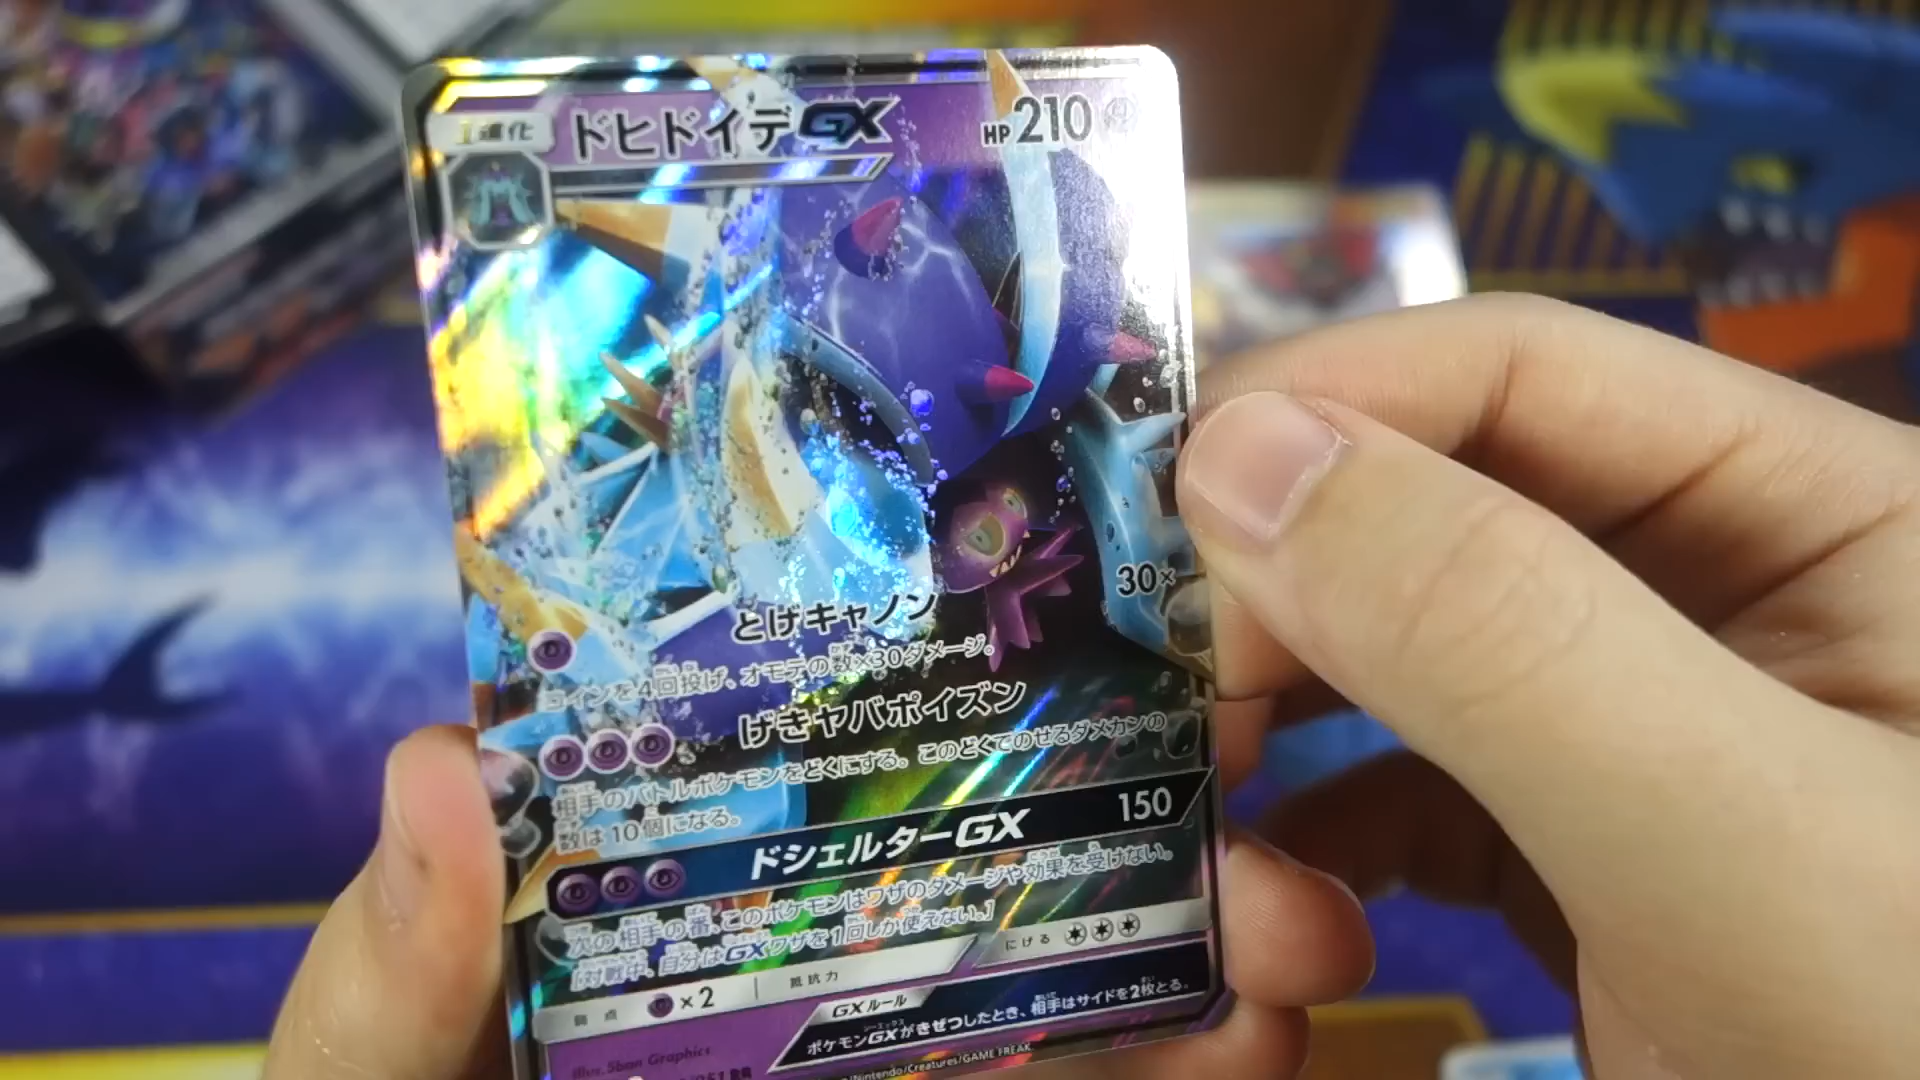 1進化 ドヒドイデGX HP210
とげキャノン 30×
コインを4回投げ、オモテの数×30ダメージ。
げきヤバポイズン
相手のバトルポケモンをどくにする。このどくでのせるダメカンの
数は10個になる。
ドシェルターGX 150
次の相手の番、このポケモンはワザのダメージや効果を受けない。
[対戦中、自分はGXワザを1回しか使えない。]
弱点 ×2 抵抗力 にげる
GXルール
ポケモンGXがきぜつしたとき、相手はサイドを2枚とる。
Illus. 5ban Graphics
/Nintendo/Creatures/GAME FREAK
051 RR